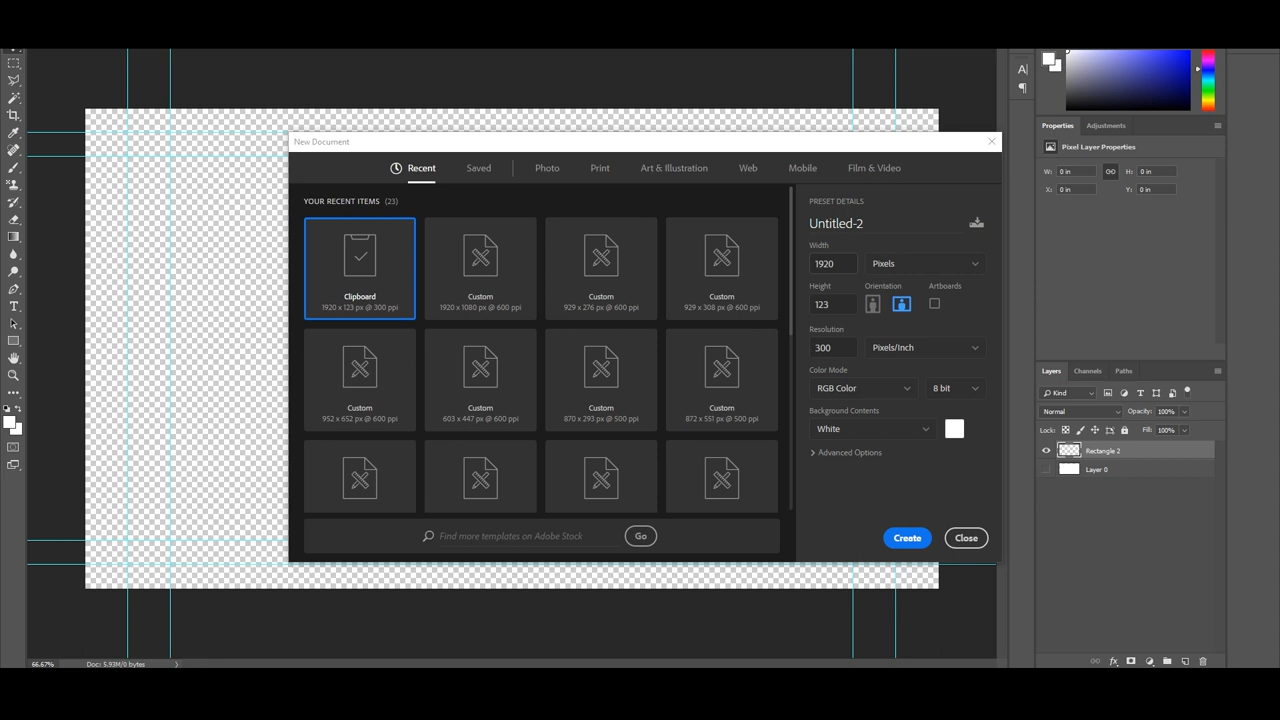 New Document
Recent Saved Photo Print Art & Illustration Web Mobile Film & Video
YOUR RECENT ITEMS (23)
Clipboard
1920 x 123 px @ 300 ppi
Custom
1920 x 1080 px @ 600 ppi
Custom
929 x 276 px @ 600 ppi
Custom
929 x 308 px @ 600 ppi
Custom
952 x 652 px @ 600 ppi
Custom
603 x 447 px @ 600 ppi
Custom
870 x 293 px @ 500 ppi
Custom
872 x 551 px @ 500 ppi
Find more templates on Adobe Stock
Go
PRESET DETAILS
Untitled-2
Width
1920 Pixels
Height Orientation Artboards
123
Resolution
300 Pixels/Inch
Color Mode
RGB Color 8 bit
Background Contents
White
Advanced Options
Create Close
Properties Adjustments
Pixel Layer Properties
W: 0 in H: 0 in
X: 0 in Y: 0 in
Layers Channels Paths
Kind
Normal Opacity: 100%
Lock: Fill: 100%
Rectangle 2
Layer 0
66.67% Doc: 5.93M/0 bytes